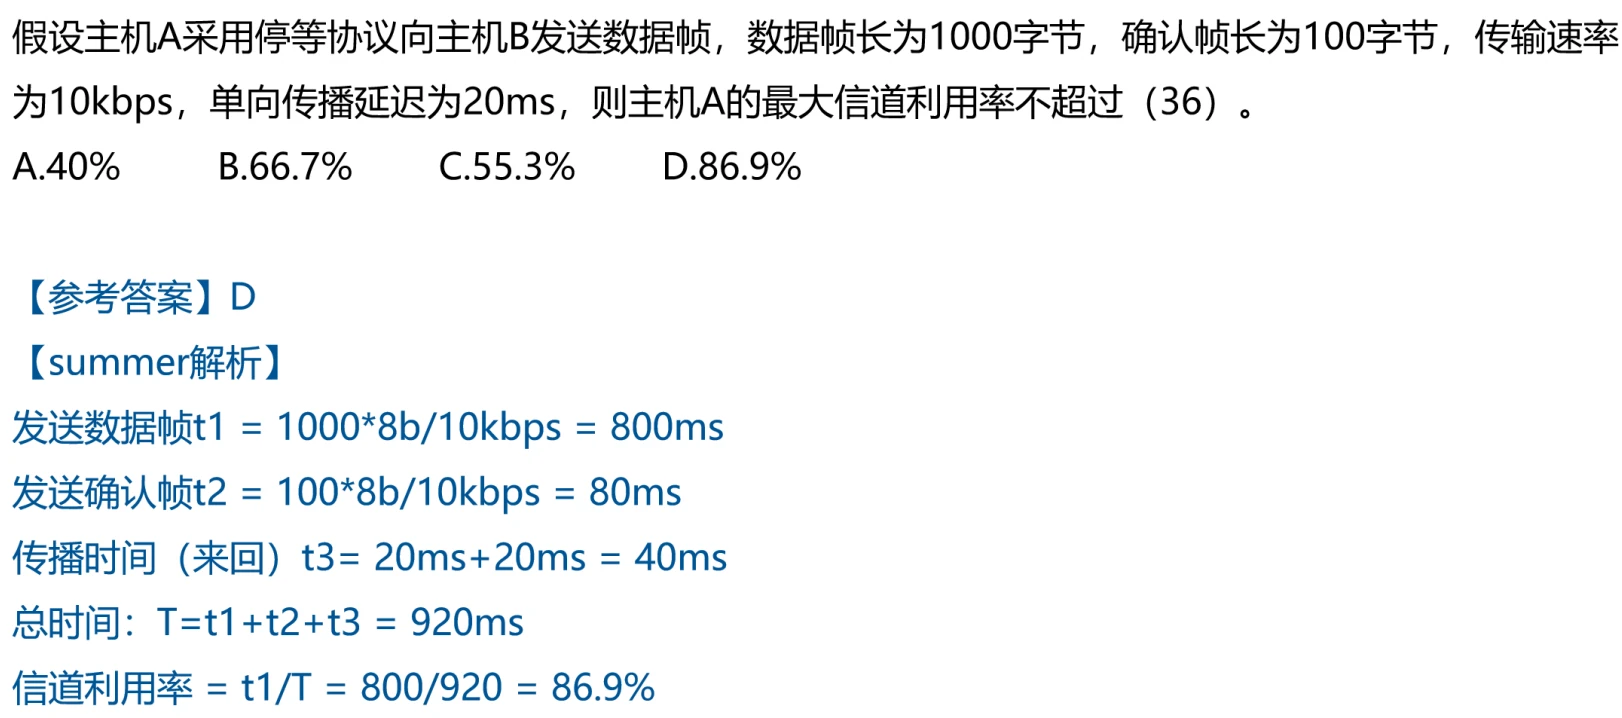 假设主机A采用停等协议向主机B发送数据帧，数据帧长为1000字节，确认帧长为100字节，传输速率
为10kbps，单向传播延迟为20ms，则主机A的最大信道利用率不超过（36）。
A.40% B.66.7% C.55.3% D.86.9%
【参考答案】D
【summer解析】
发送数据帧t1 = 1000*8b/10kbps = 800ms
发送确认帧t2 = 100*8b/10kbps = 80ms
传播时间（来回）t3= 20ms+20ms = 40ms
总时间：T=t1+t2+t3 = 920ms
信道利用率 = t1/T = 800/920 = 86.9%